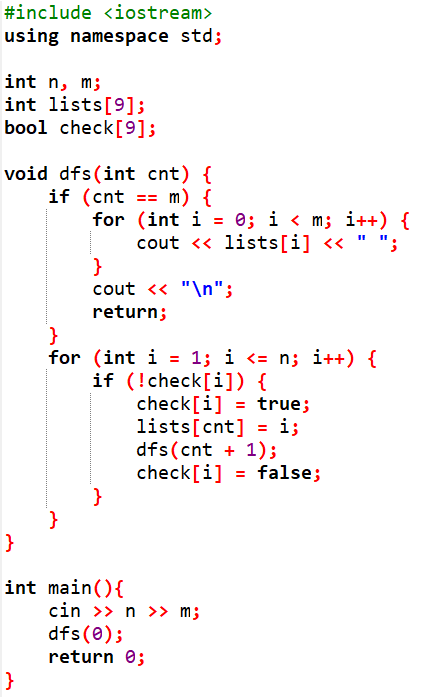 #include <iostream>
using namespace std;

int n, m;
int lists[9];
bool check[9];

void dfs(int cnt) {
    if (cnt == m) {
        for (int i = 0; i < m; i++) {
            cout << lists[i] << " ";
        }
        cout << "\n";
        return;
    }
    for (int i = 1; i <= n; i++) {
        if (!check[i]) {
            check[i] = true;
            lists[cnt] = i;
            dfs(cnt + 1);
            check[i] = false;
        }
    }
}

int main(){
    cin >> n >> m;
    dfs(0);
    return 0;
}